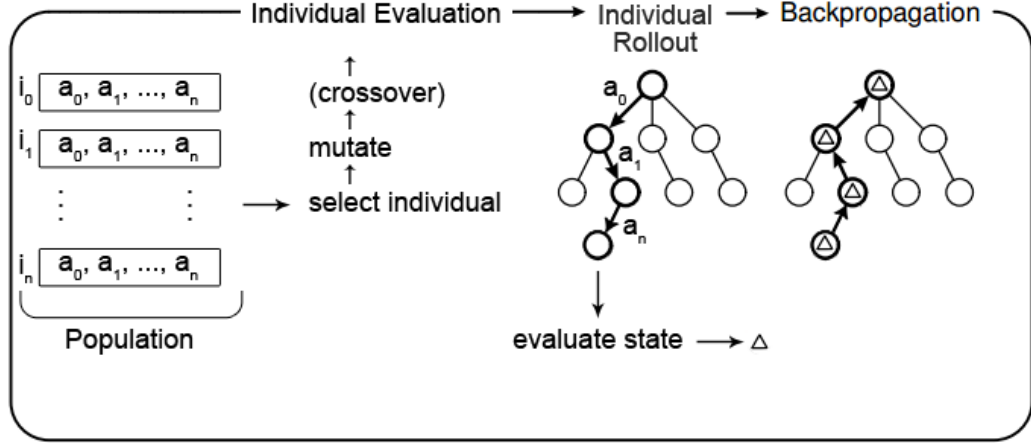 Individual Evaluation
Individual
Rollout
Backpropagation
i₀ a₀, a₁, ..., aₙ
i₁ a₀, a₁, ..., aₙ
iₙ a₀, a₁, ..., aₙ
Population
(crossover)
mutate
select individual
a₀
a₁
aₙ
evaluate state